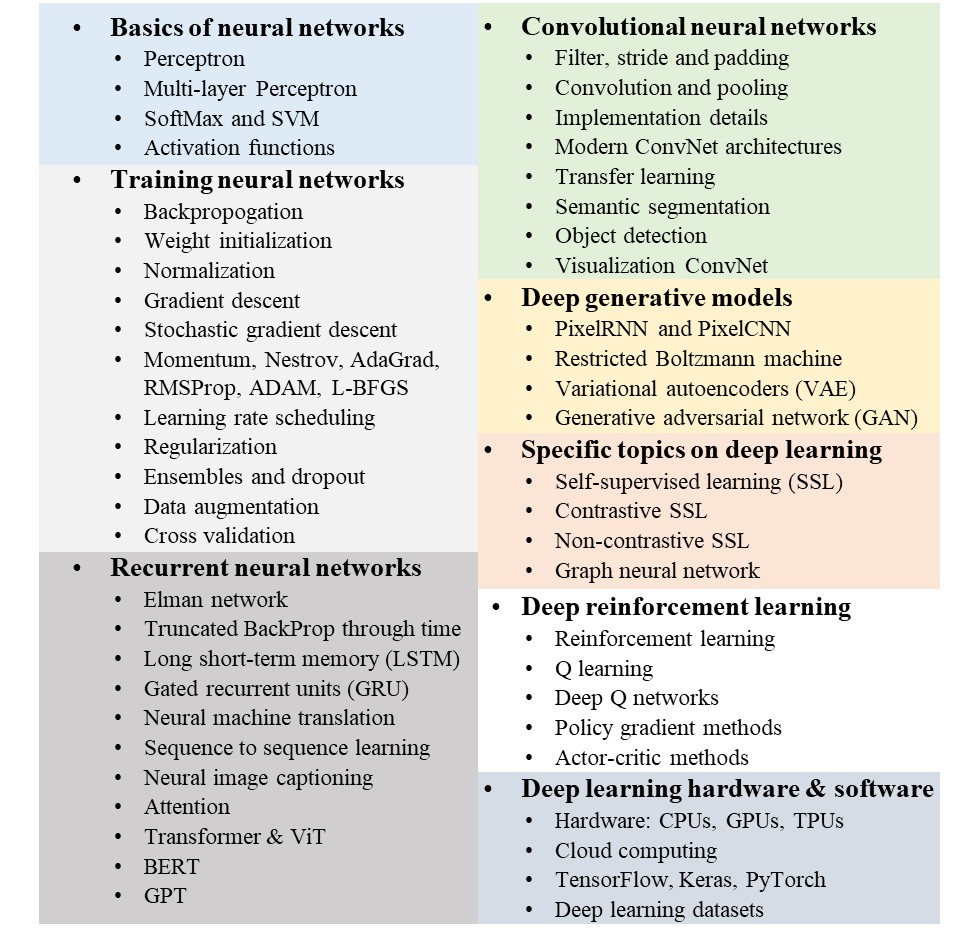 • Basics of neural networks
• Perceptron
• Multi-layer Perceptron
• SoftMax and SVM
• Activation functions
• Training neural networks
• Backpropogation
• Weight initialization
• Normalization
• Gradient descent
• Stochastic gradient descent
• Momentum, Nestrov, AdaGrad,
RMSProp, ADAM, L-BFGS
• Learning rate scheduling
• Regularization
• Ensembles and dropout
• Data augmentation
• Cross validation
• Recurrent neural networks
• Elman network
• Truncated BackProp through time
• Long short-term memory (LSTM)
• Gated recurrent units (GRU)
• Neural machine translation
• Sequence to sequence learning
• Neural image captioning
• Attention
• Transformer & ViT
• BERT
• GPT
• Convolutional neural networks
• Filter, stride and padding
• Convolution and pooling
• Implementation details
• Modern ConvNet architectures
• Transfer learning
• Semantic segmentation
• Object detection
• Visualization ConvNet
• Deep generative models
• PixelRNN and PixelCNN
• Restricted Boltzmann machine
• Variational autoencoders (VAE)
• Generative adversarial network (GAN)
• Specific topics on deep learning
• Self-supervised learning (SSL)
• Contrastive SSL
• Non-contrastive SSL
• Graph neural network
• Deep reinforcement learning
• Reinforcement learning
• Q learning
• Deep Q networks
• Policy gradient methods
• Actor-critic methods
• Deep learning hardware & software
• Hardware: CPUs, GPUs, TPUs
• Cloud computing
• TensorFlow, Keras, PyTorch
• Deep learning datasets